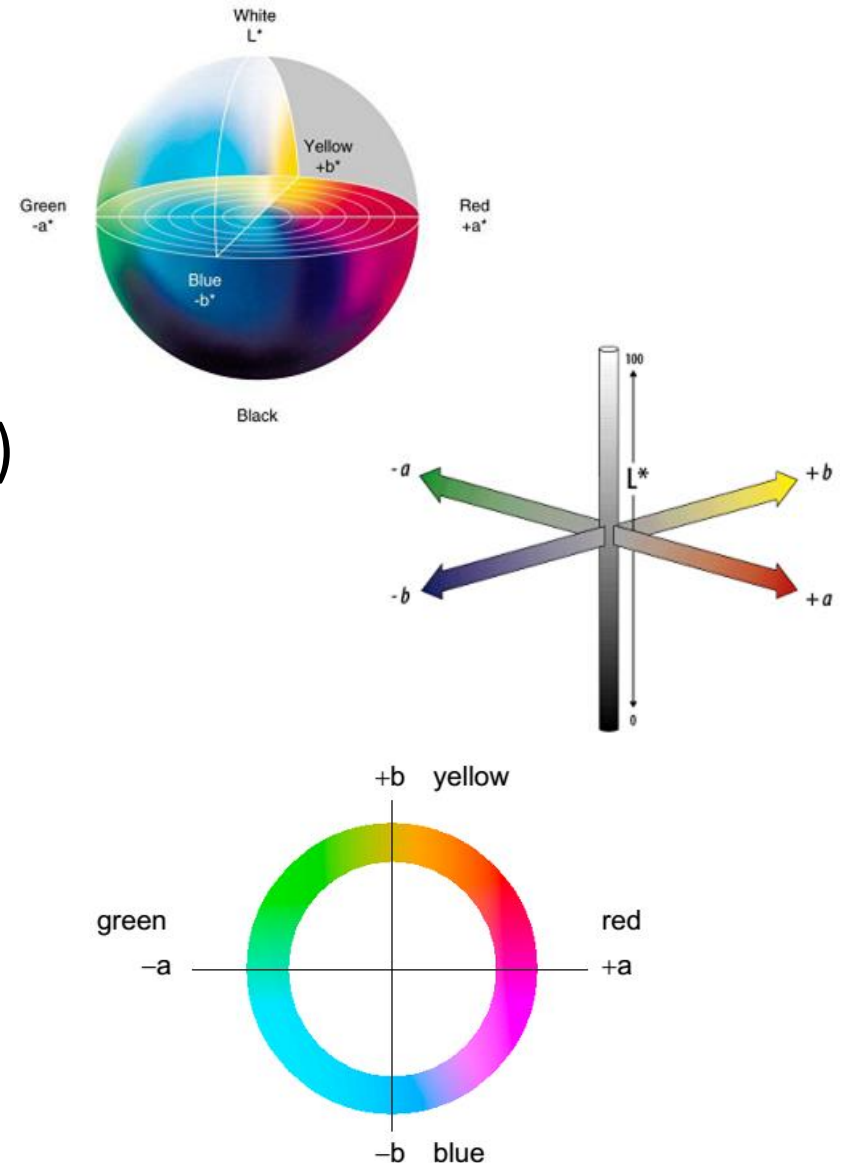 White
L*
Yellow
+b*
Green
-a*
Red
+a*
Blue
-b*
Black
)
100
-a
L*
+b
-b
+a
0
+b yellow
green
red
−a
+a
−b blue